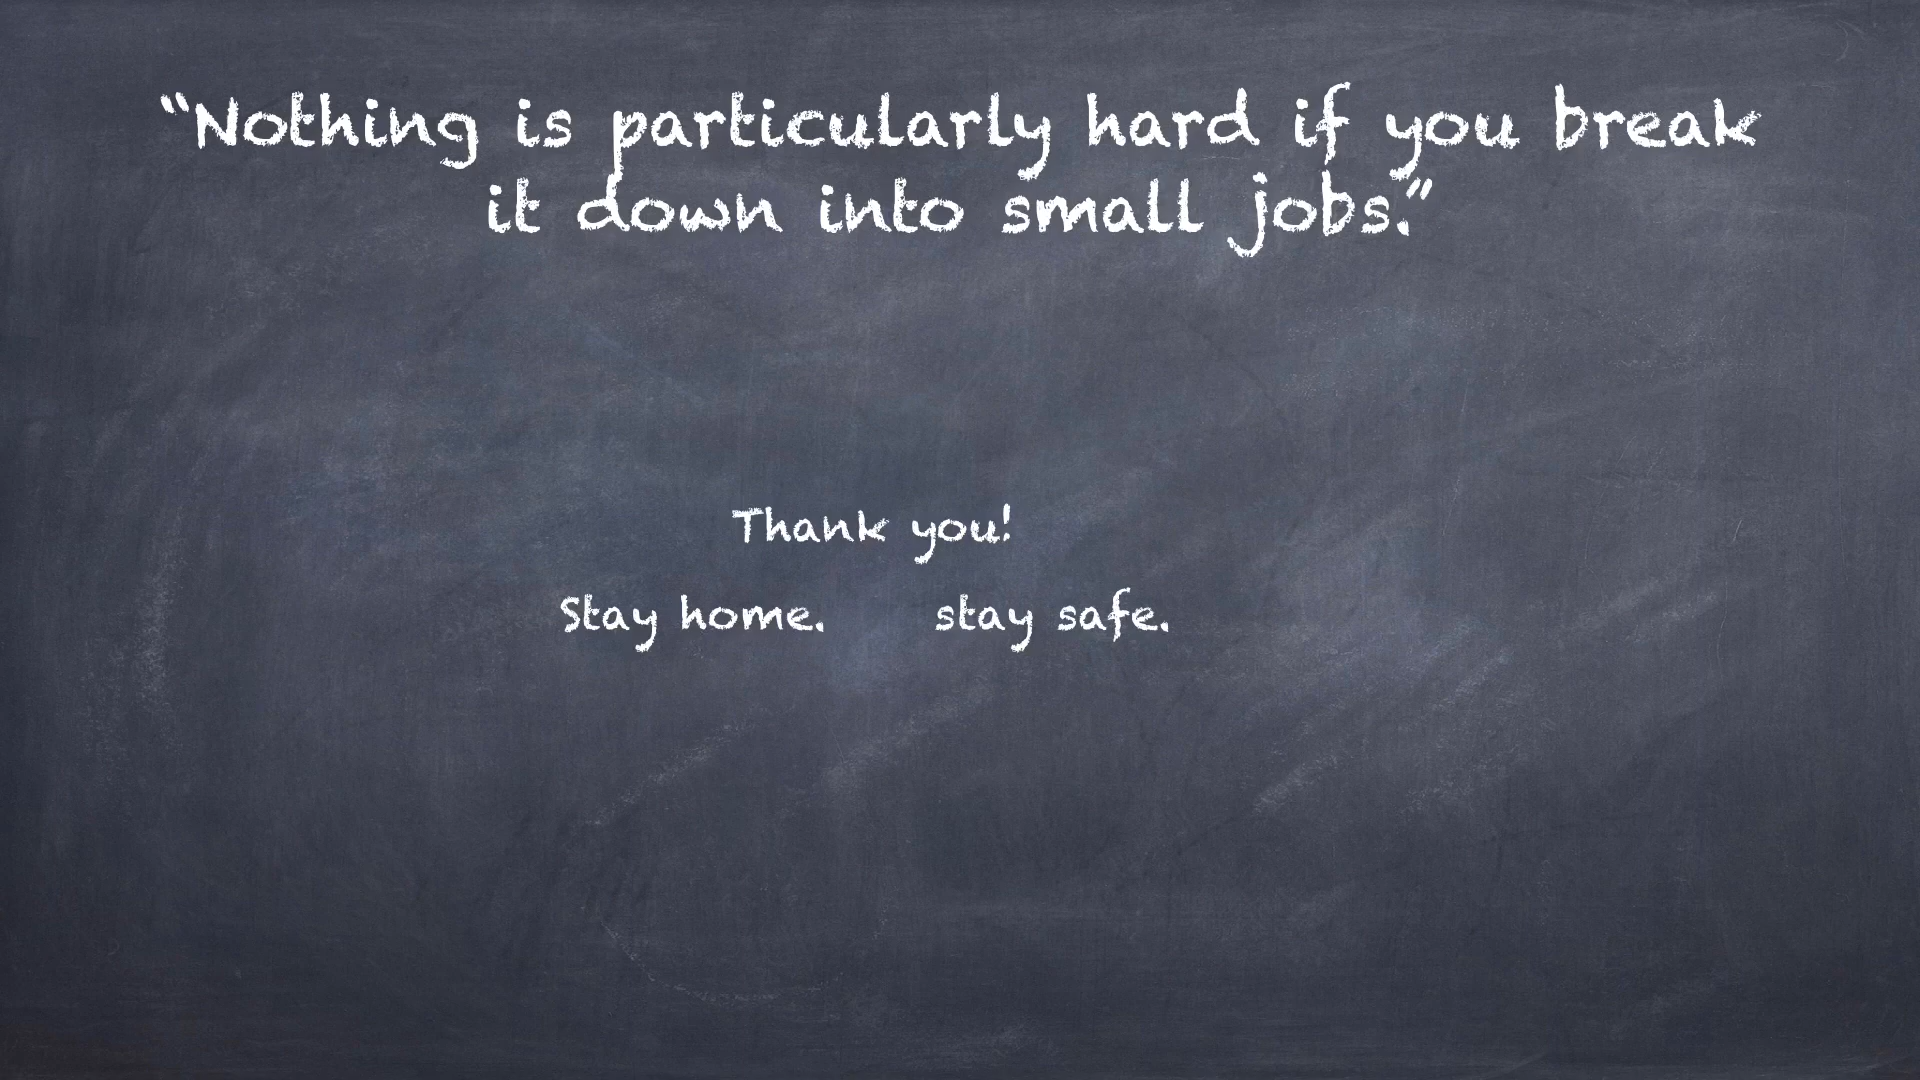 “Nothing is particularly hard if you break
it down into small jobs.”
Thank you!
Stay home. stay safe.